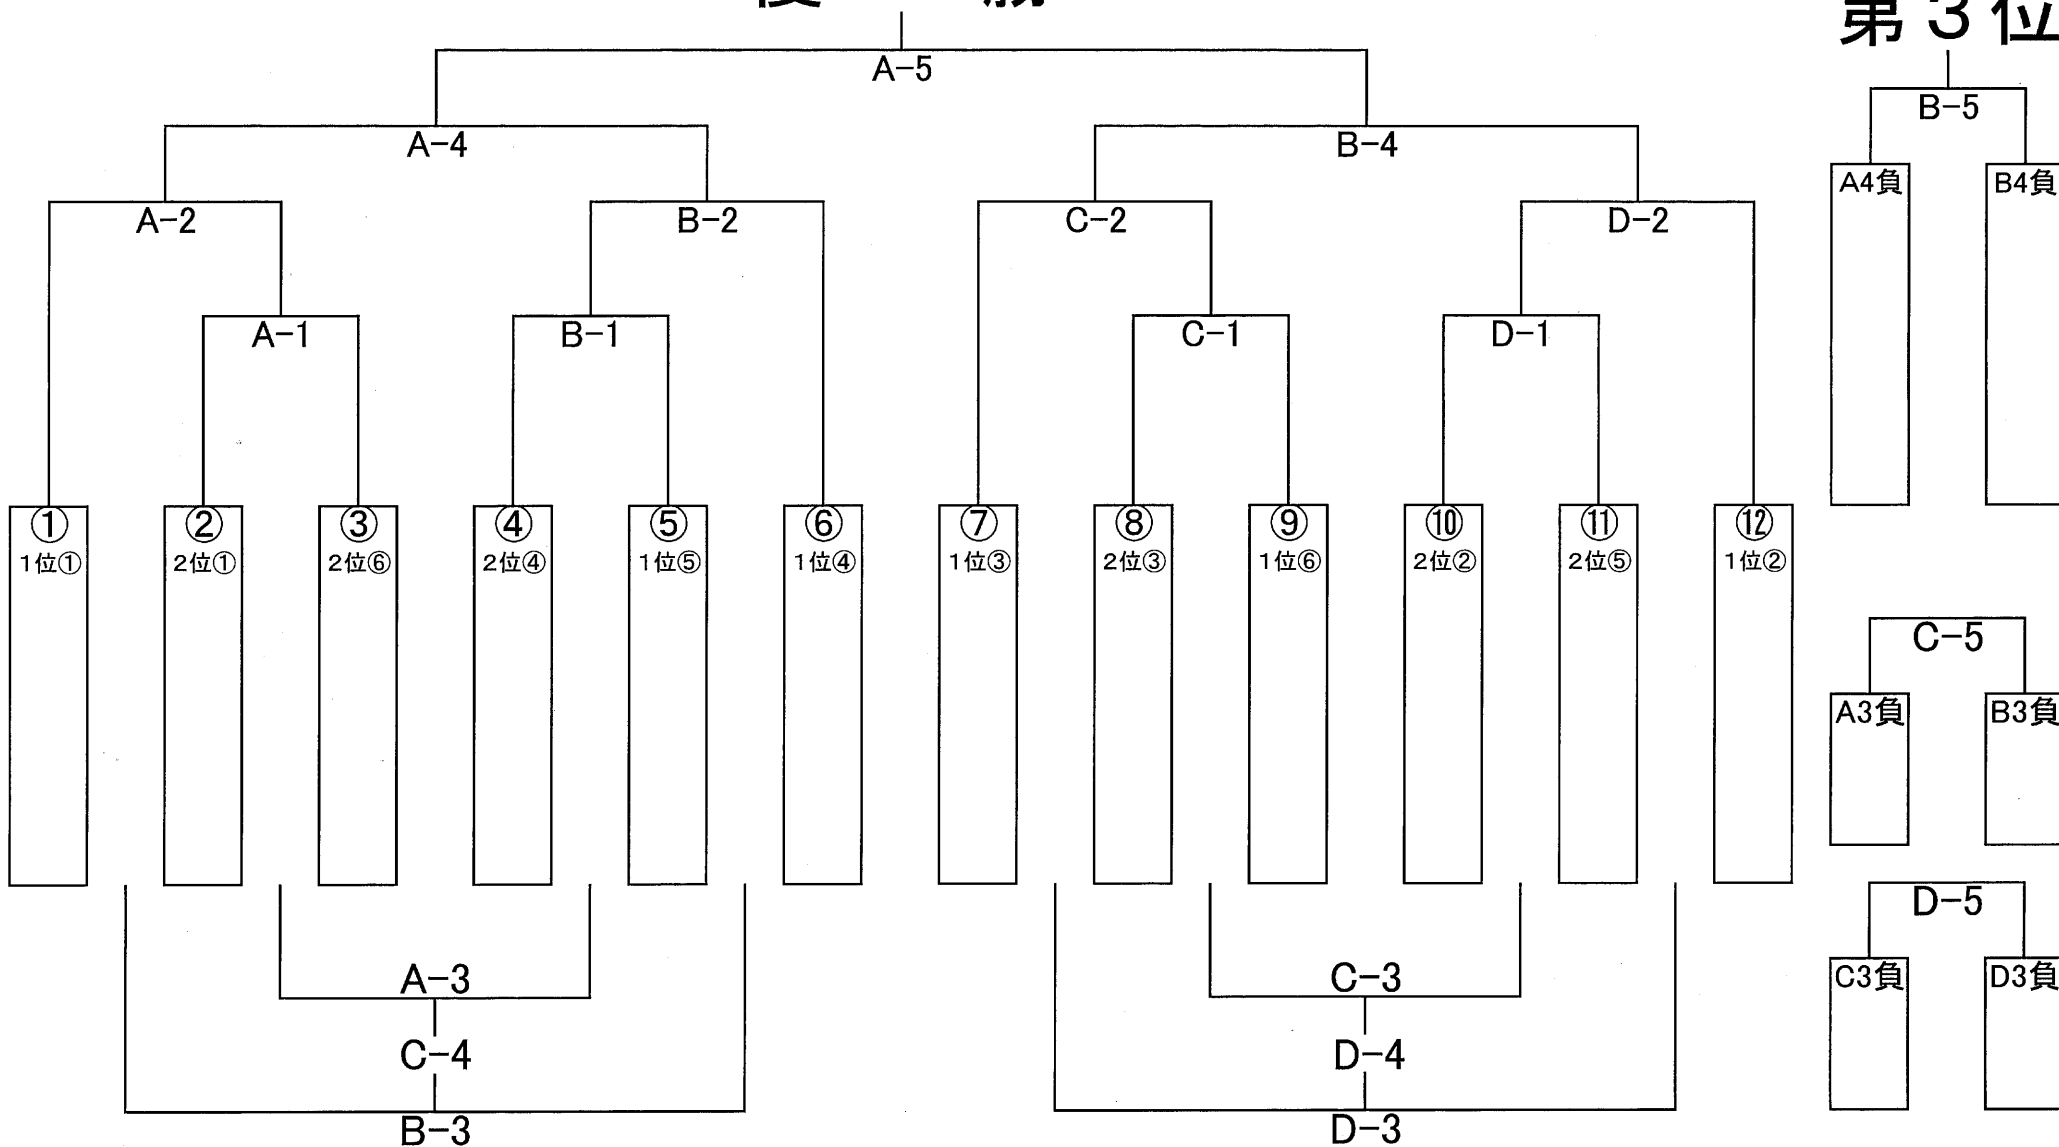 優 勝
第３位
A-5
B-5
A-4
B-4
A4負
B4負
A-2
B-2
C-2
D-2
A-1
B-1
C-1
D-1
① ② ③ ④ ⑤ ⑥ ⑦ ⑧ ⑨ ⑩ ⑪ ⑫
1位① 2位① 2位⑥ 2位④ 1位⑤ 1位④ 1位③ 2位③ 1位⑥ 2位② 2位⑤ 1位②
C-5
A3負
B3負
D-5
A-3
C-3
C3負
D3負
C-4
D-4
B-3
D-3